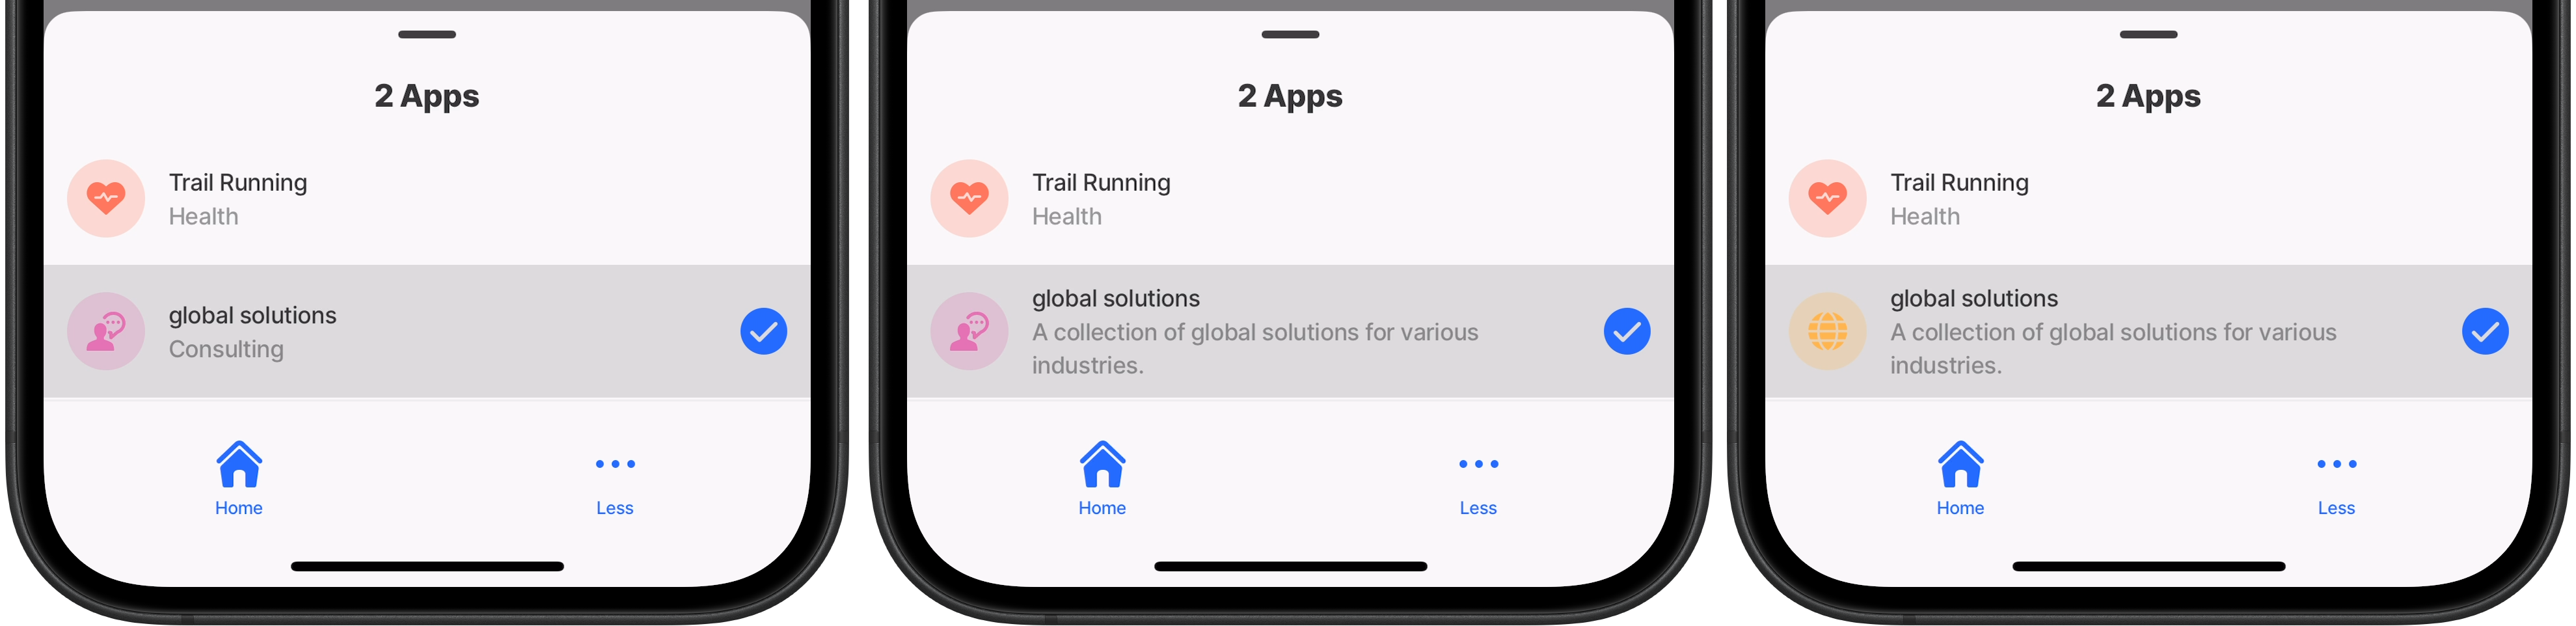 2 Apps
Trail Running
Health
global solutions
Consulting
Home
Less
2 Apps
Trail Running
Health
global solutions
A collection of global solutions for various
industries.
Home
Less
2 Apps
Trail Running
Health
global solutions
A collection of global solutions for various
industries.
Home
Less